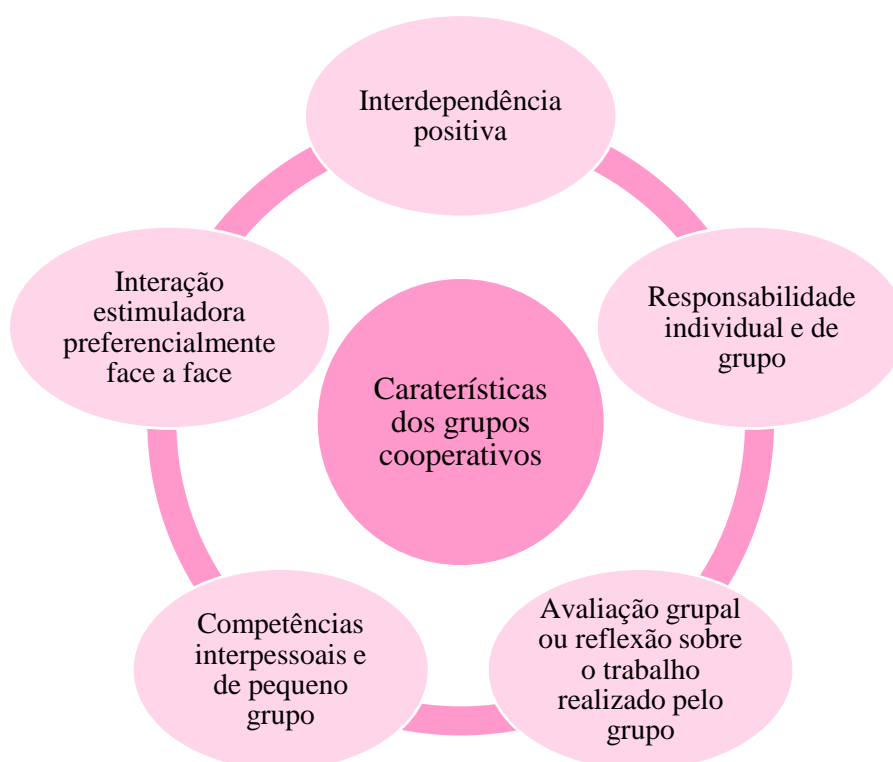 Interdependência
positiva
Interação
estimuladora
preferencialmente
face a face
Responsabilidade
individual e de
grupo
Caraterísticas
dos grupos
cooperativos
Competências
interpessoais e
de pequeno
grupo
Avaliação grupal
ou reflexão sobre
o trabalho
realizado pelo
grupo